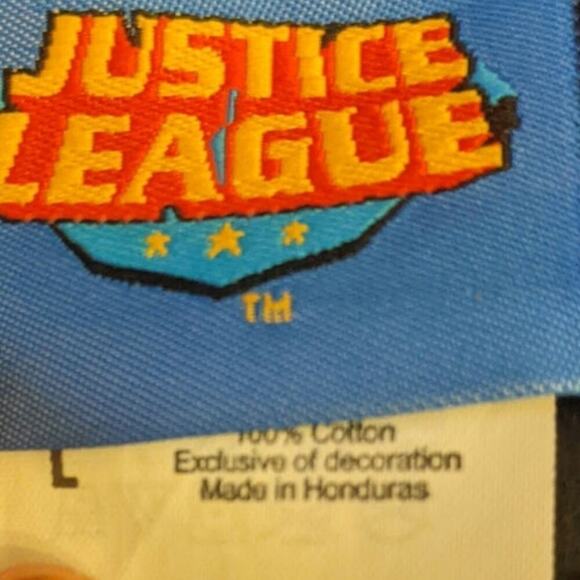 JUSTICE
LEAGUE
TM
100% Cotton
L
Exclusive of decoration
Made in Honduras